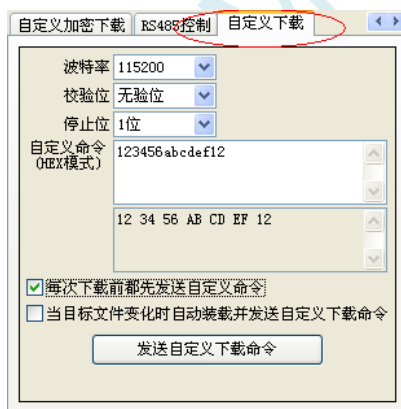 自定义加密下载 RS485控制 自定义下载
波特率 115200
校验位 无验位
停止位 1位
自定义命令 123456abcdef12
(HEX模式)
12 34 56 AB CD EF 12
每次下载前都先发送自定义命令
当目标文件变化时自动装载并发送自定义下载命令
发送自定义下载命令